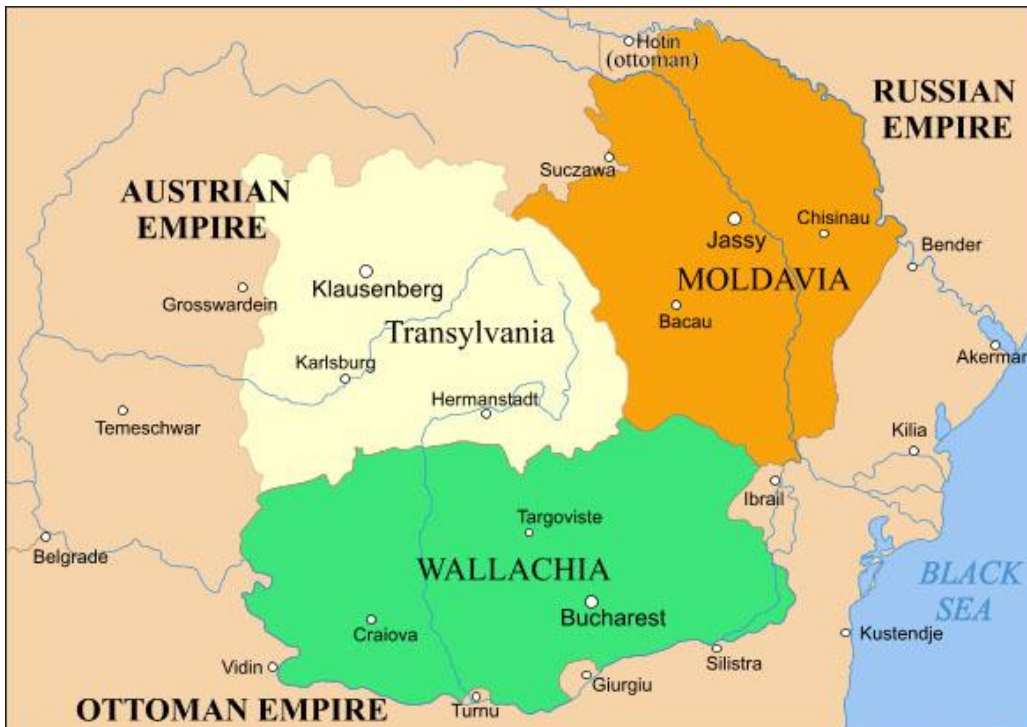 Hotin
(ottoman)
RUSSIAN
EMPIRE
Suczawa
AUSTRIAN
EMPIRE
Jassy
Chisinau
Bender
Klausenberg
MOLDAVIA
Grosswardein
Bacau
Transylvania
Akerman
Karlsburg
Hermanstadt
Temeschwar
Kilia
Ibrail
Targoviste
Belgrade
WALLACHIA
BLACK
SEA
Bucharest
Craiova
Kustendje
Silistra
Vidin
Giurgiu
OTTOMAN EMPIRE
Turnu